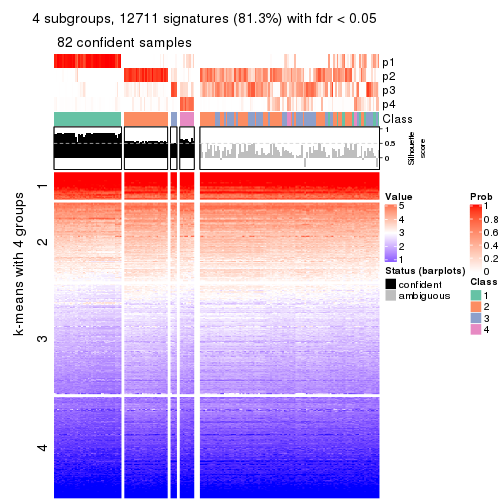 4 subgroups, 12711 signatures (81.3%) with fdr < 0.05
82 confident samples
p1
p2
p3
p4
Class
1
0.5
0
Silhouette
score
k-means with 4 groups
1
2
3
4
Value
5
4
3
2
1
Status (barplots)
confident
ambiguous
Prob
1
0.8
0.6
0.4
0.2
0
Class
1
2
3
4